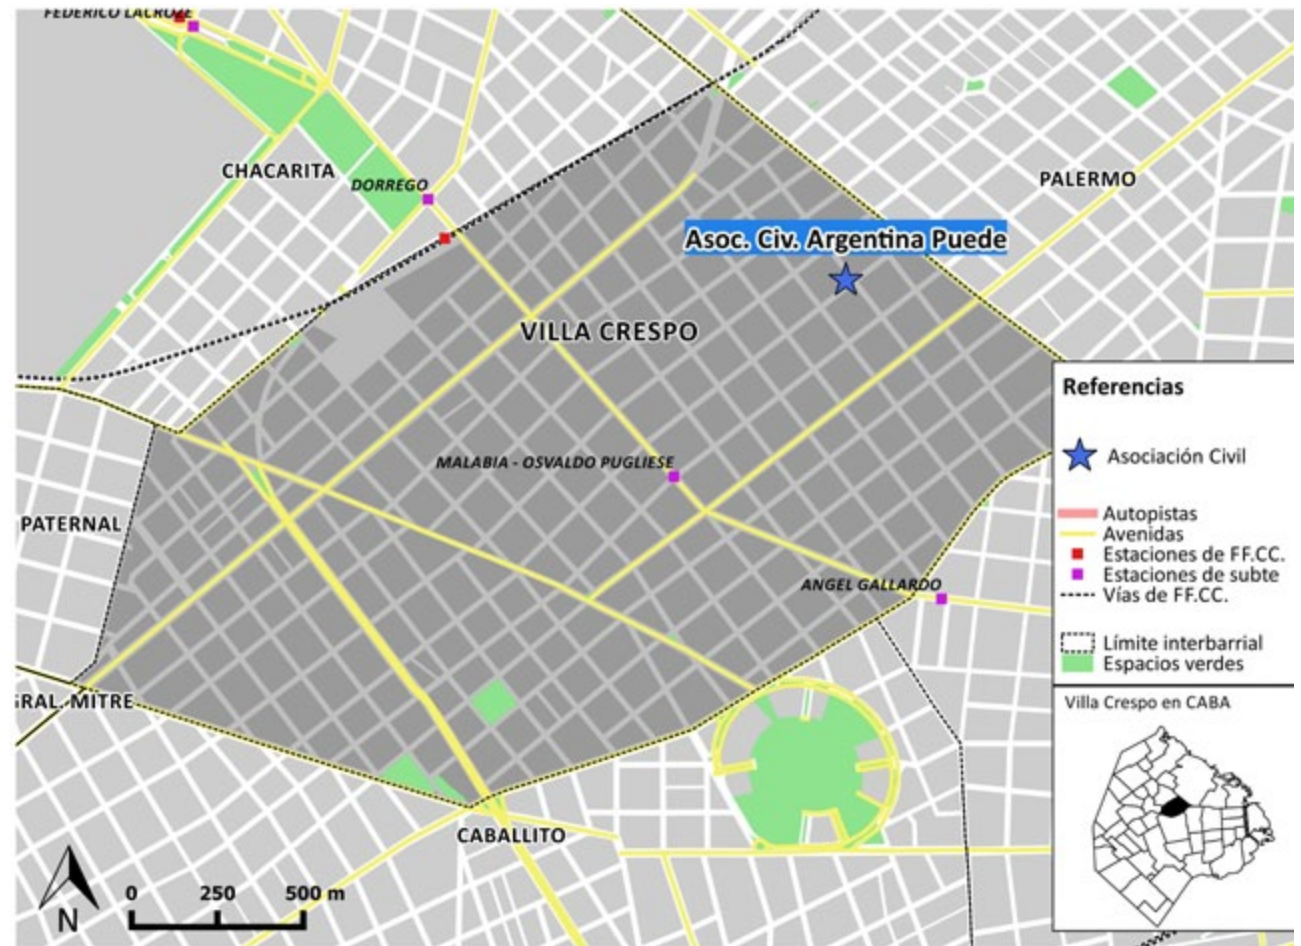 FEDERICO LACROZE
CHACARITA
DORREGO
PALERMO
Asoc. Civ. Argentina Puede
VILLA CRESPO
MALABIA - OSVALDO PUGLIESE
PATERNAL
ANGEL GALLARDO
GRAL. MITRE
CABALLITO
N
0 250 500 m
Referencias
Asociación Civil
Autopistas
Avenidas
Estaciones de FF.CC.
Estaciones de subte
Vías de FF.CC.
Límite interbarrial
Espacios verdes
Villa Crespo en CABA